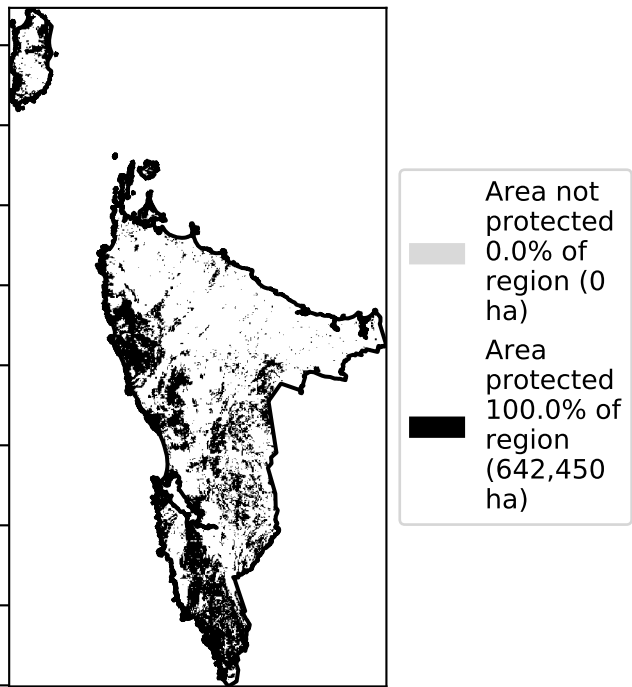 Area not
protected
0.0% of
region (0
ha)
Area
protected
100.0% of
region
(642,450
ha)